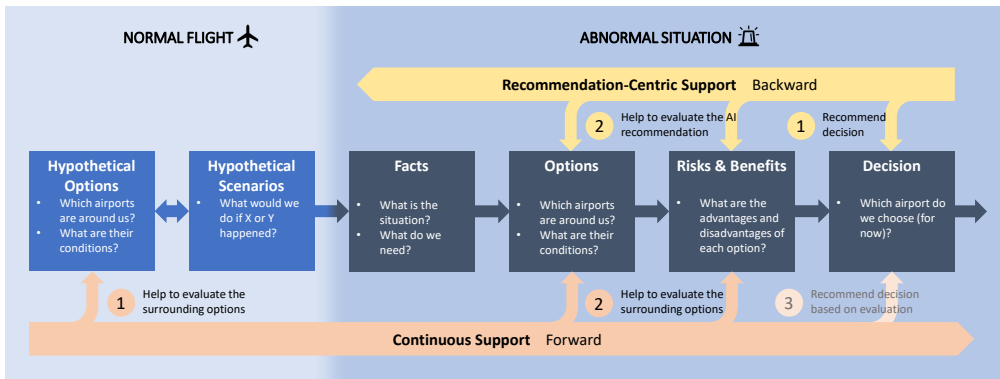 NORMAL FLIGHT
ABNORMAL SITUATION
Recommendation-Centric Support Backward
2
Help to evaluate the AI
recommendation
1
Recommend
decision
Hypothetical
Options
• Which airports
are around us?
• What are their
conditions?
Hypothetical
Scenarios
• What would we
do if X or Y
happened?
Facts
• What is the
situation?
• What do we
need?
Options
• Which airports
are around us?
• What are their
conditions?
Risks & Benefits
• What are the
advantages and
disadvantages of
each option?
Decision
• Which airport do
we choose (for
now)?
1
Help to evaluate the
surrounding options
2
Help to evaluate the
surrounding options
3
Recommend decision
based on evaluation
Continuous Support Forward